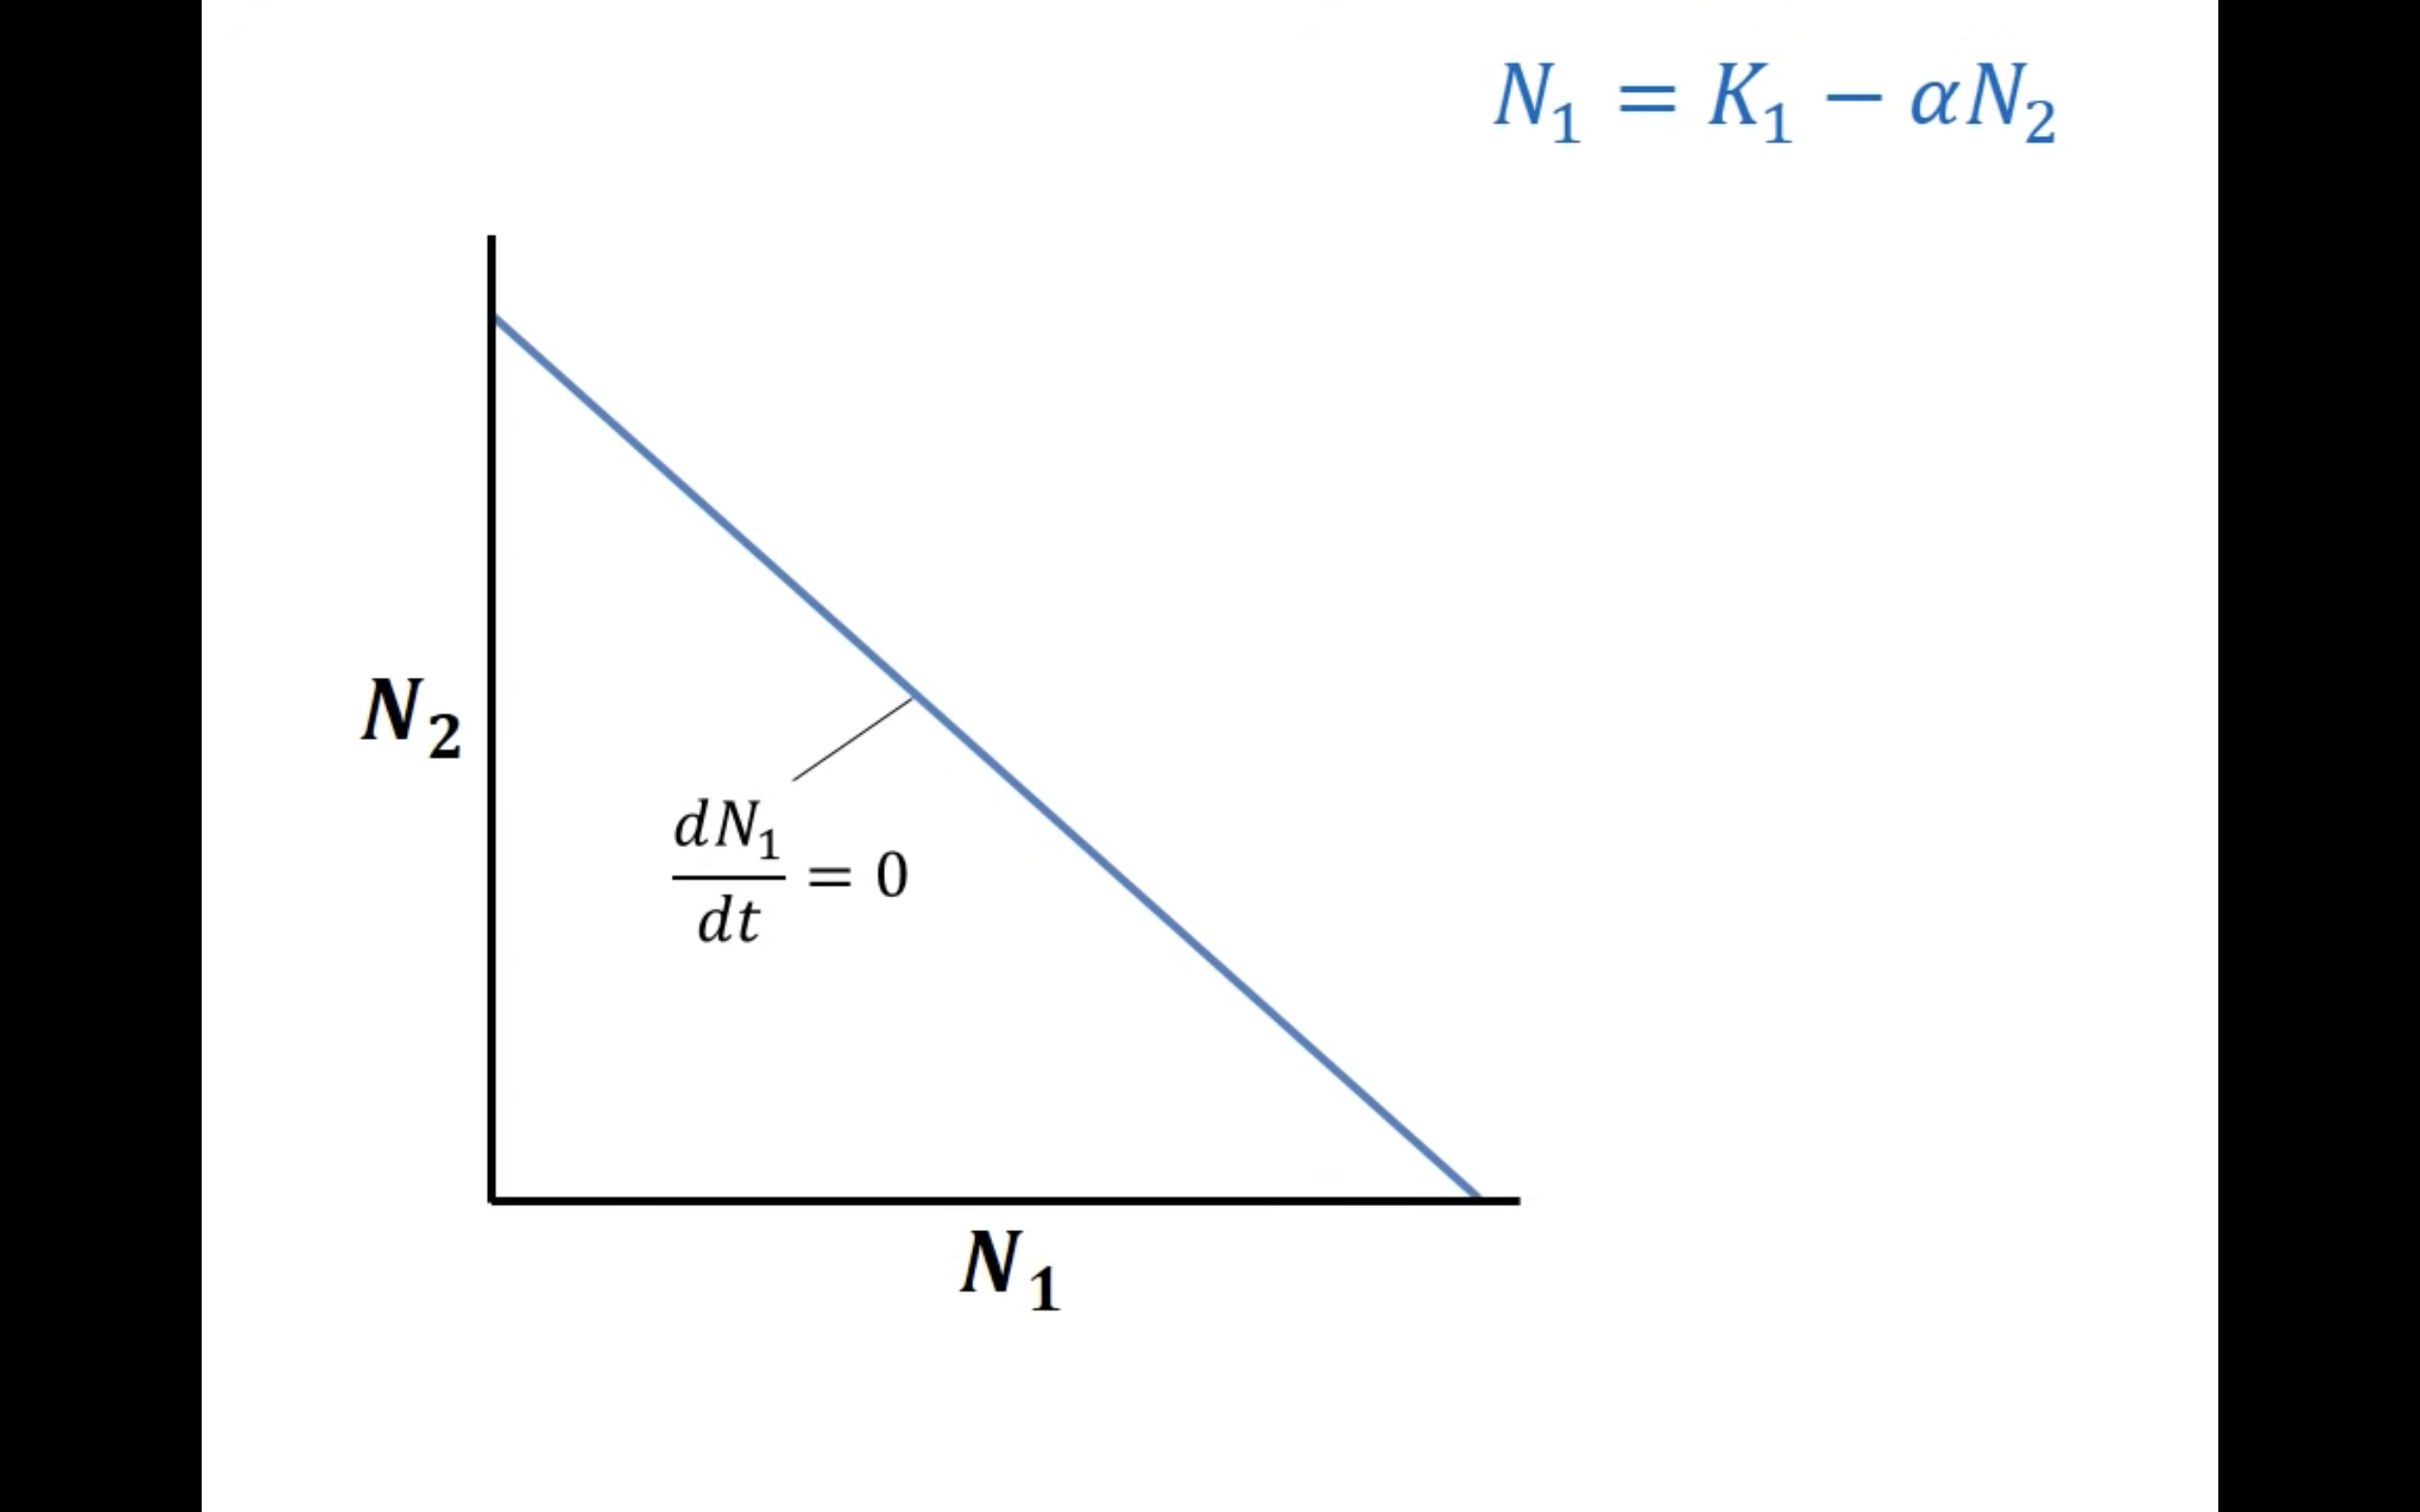 N₁ = K₁ − αN₂
N₂
dN₁/dt = 0
N₁